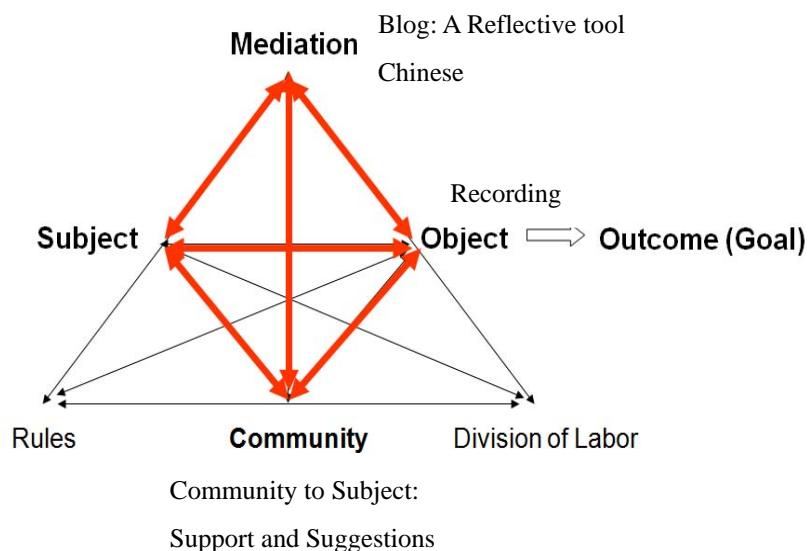 Blog: A Reflective tool
Mediation
Chinese
Recording
Subject
Object
Outcome (Goal)
Rules
Community
Division of Labor
Community to Subject:
Support and Suggestions